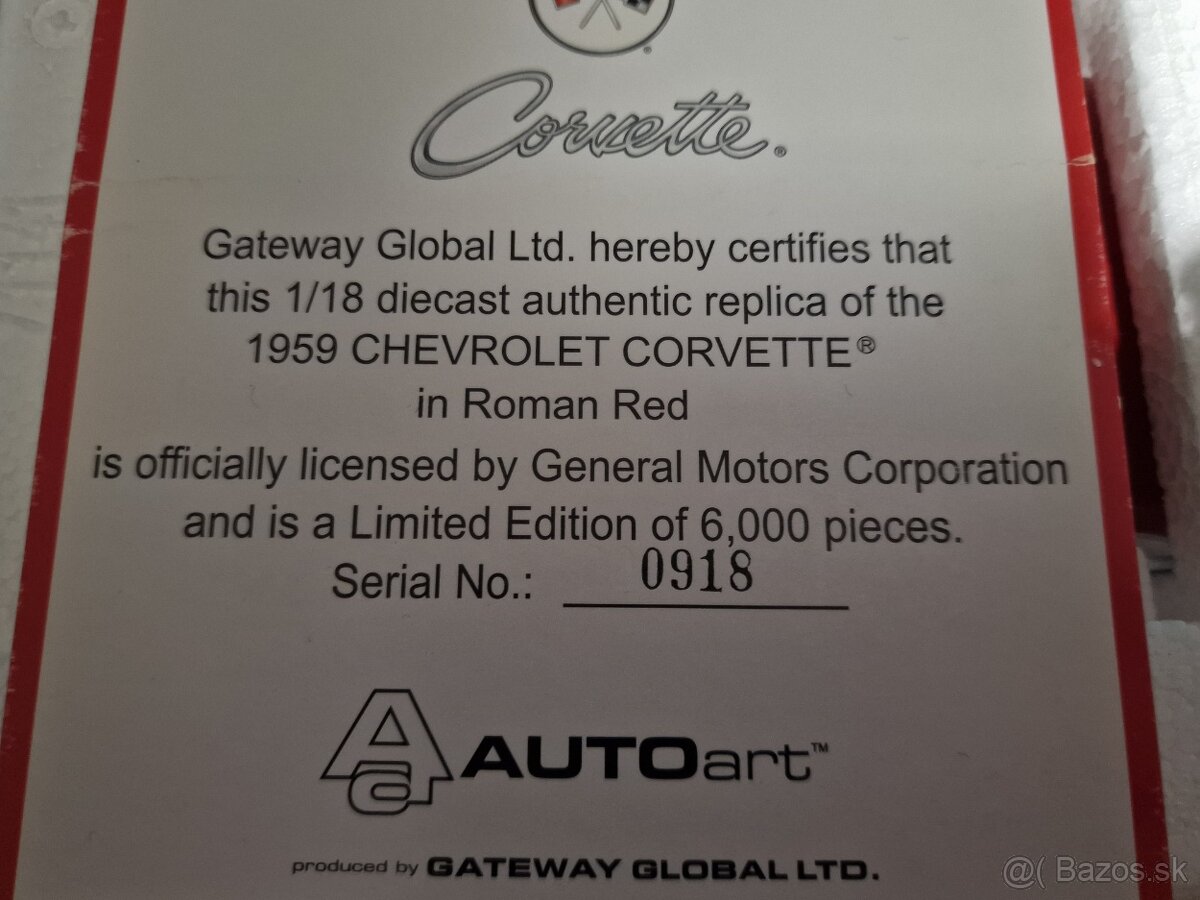 Corvette®
Gateway Global Ltd. hereby certifies that
this 1/18 diecast authentic replica of the
1959 CHEVROLET CORVETTE®
in Roman Red
is officially licensed by General Motors Corporation
and is a Limited Edition of 6,000 pieces.
Serial No.: 0918
Aa AUTOart™
produced by GATEWAY GLOBAL LTD.
@( Bazos.sk